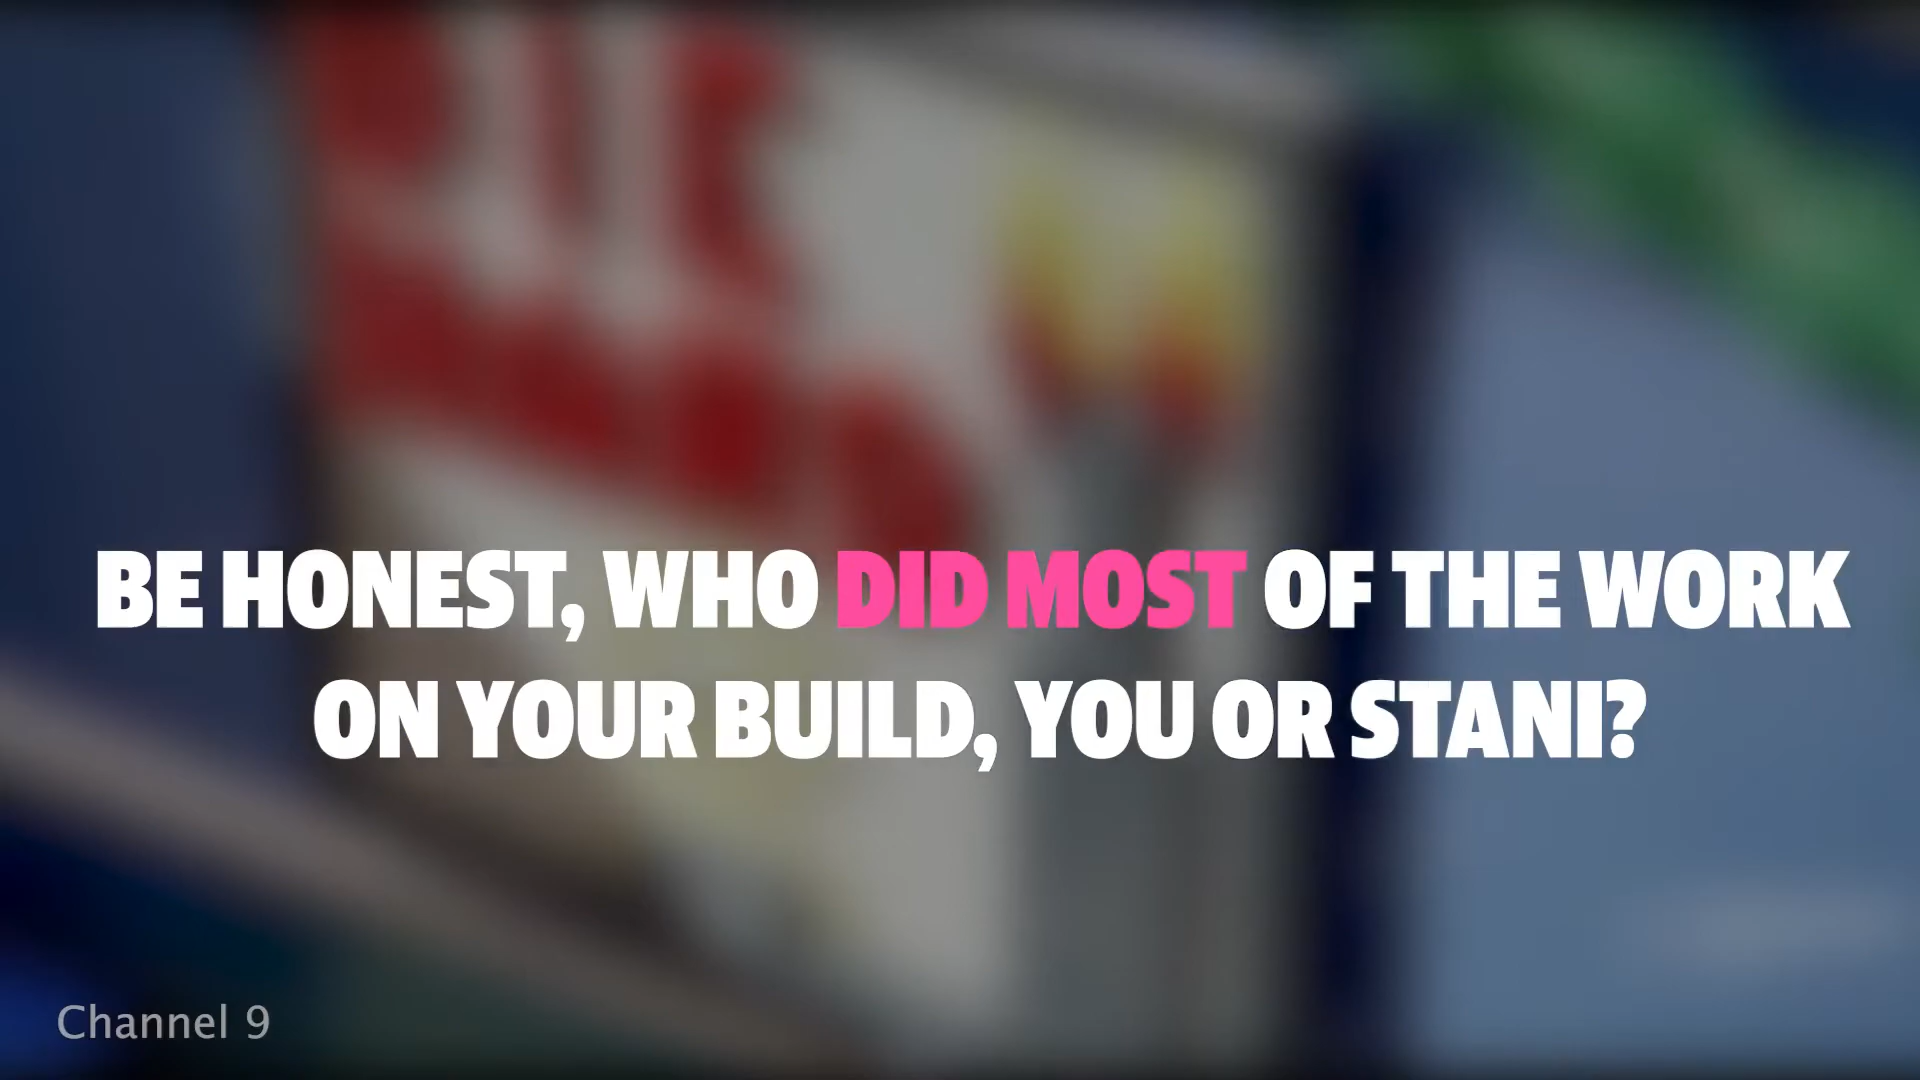 BE HONEST, WHO DID MOST OF THE WORK
ON YOUR BUILD, YOU OR STANI?
Channel 9